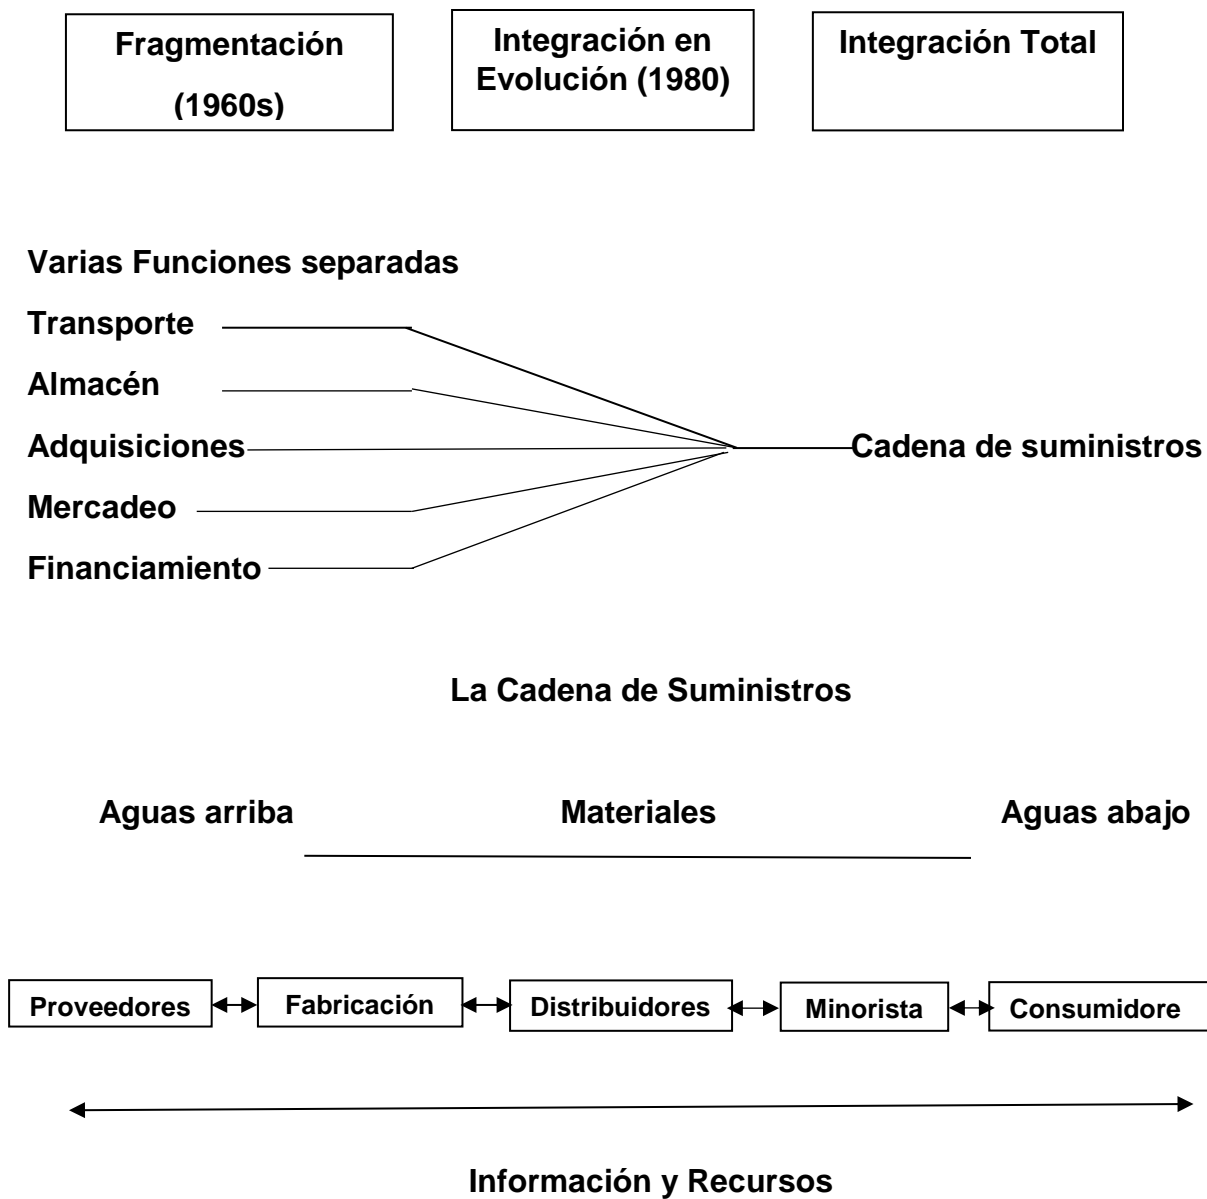 Fragmentación
(1960s)
Integración en
Evolución (1980)
Integración Total
Varias Funciones separadas
Transporte
Almacén
Adquisiciones
Cadena de suministros
Mercadeo
Financiamiento
La Cadena de Suministros
Aguas arriba
Materiales
Aguas abajo
Proveedores
Fabricación
Distribuidores
Minorista
Consumidore
Información y Recursos